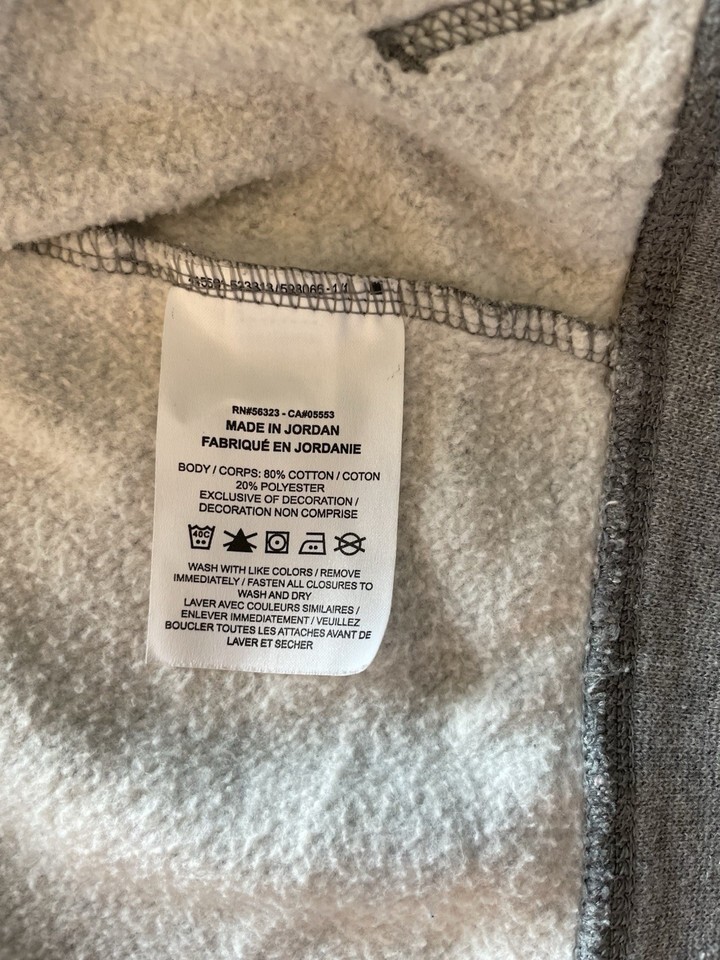 RN#56323 - CA#05553
MADE IN JORDAN
FABRIQUÉ EN JORDANIE
BODY / CORPS: 80% COTTON / COTON
20% POLYESTER
EXCLUSIVE OF DECORATION /
DECORATION NON COMPRISE
40C
WASH WITH LIKE COLORS / REMOVE
IMMEDIATELY / FASTEN ALL CLOSURES TO
WASH AND DRY
LAVER AVEC COULEURS SIMILAIRES /
ENLEVER IMMEDIATEMENT / VEUILLEZ
BOUCLER TOUTES LES ATTACHES AVANT DE
LAVER ET SECHER